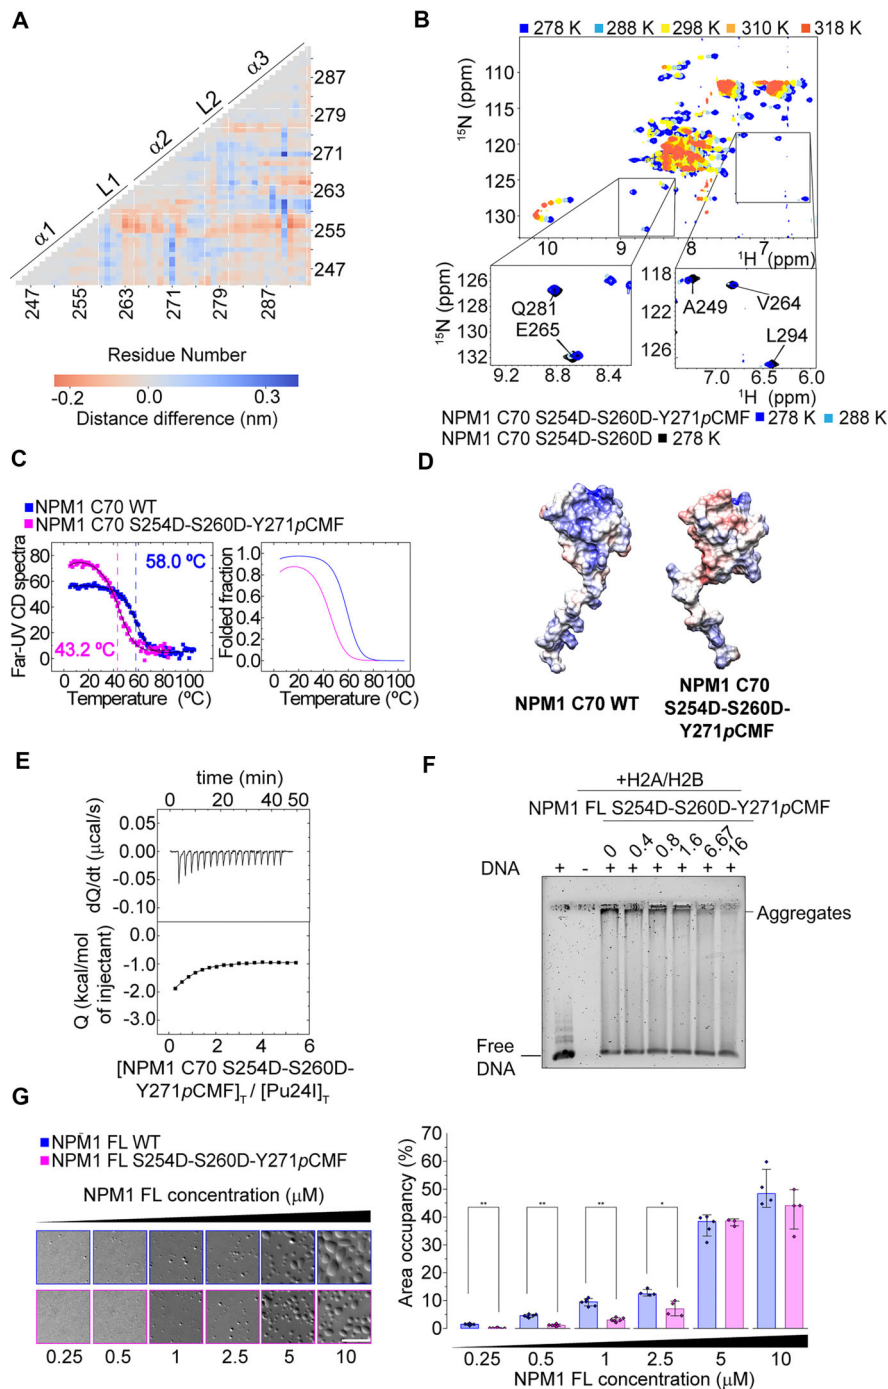 A
α1
L1
α2
L2
α3
287
279
271
263
255
247
247
255
263
271
279
287
Residue Number
-0.2 0.0 0.3
Distance difference (nm)
B
278 K 288 K 298 K 310 K 318 K
15N (ppm)
110
115
120
125
130
10 9 8 7
1H (ppm)
15N (ppm)
126
128
130
132
Q281
E265
9.2 8.8 8.4
118
122
126
A249
V264
L294
7.0 6.5 6.0
1H (ppm)
NPM1 C70 S254D-S260D-Y271pCMF 278 K 288 K
NPM1 C70 S254D-S260D 278 K
C
NPM1 C70 WT
NPM1 C70 S254D-S260D-Y271pCMF
Far-UV CD spectra
80
60
40
20
0
58.0 ºC
43.2 ºC
0 20 40 60 80 100
Temperature (ºC)
Folded fraction
1.0
0.8
0.6
0.4
0.2
0.0
0 20 40 60 80 100
Temperature (ºC)
D
NPM1 C70 WT
NPM1 C70
S254D-S260D-
Y271pCMF
E
time (min)
0 20 40 50
dQ/dt (μcal/s)
0.05
0.00
-0.05
-0.10
Q (kcal/mol
of injectant)
0.0
-1.0
-2.0
-3.0
0 2 4 5 6
[NPM1 C70 S254D-S260D-
Y271pCMF]T / [Pu24I]T
F
+H2A/H2B
NPM1 FL S254D-S260D-Y271pCMF
0 0.4 0.8 1.6 6.67 16
DNA + - + + + + + +
Aggregates
Free
DNA
G
NPM1 FL WT
NPM1 FL S254D-S260D-Y271pCMF
NPM1 FL concentration (μM)
0.25 0.5 1 2.5 5 10
Area occupancy (%)
70
60
50
40
30
20
10
0
** ** ** *
0.25 0.5 1 2.5 5 10
NPM1 FL concentration (μM)